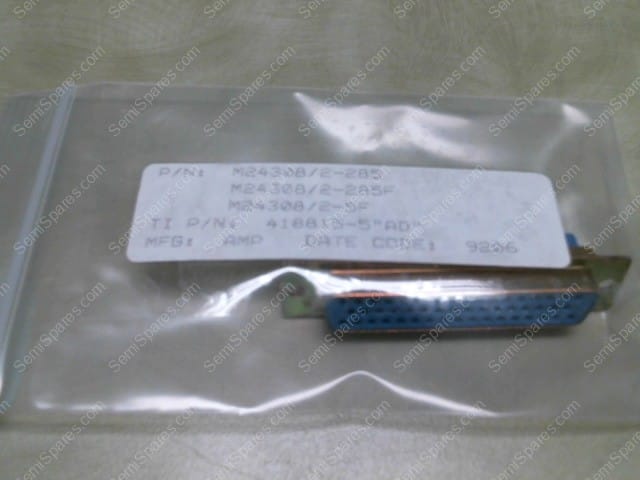 P/N: M24308/2-285
M24308/2-285F
M24308/2-5F
TI P/N: 418815-5"AD"
MFG: AMP DATE CODE: 9206
SemiSpares.com